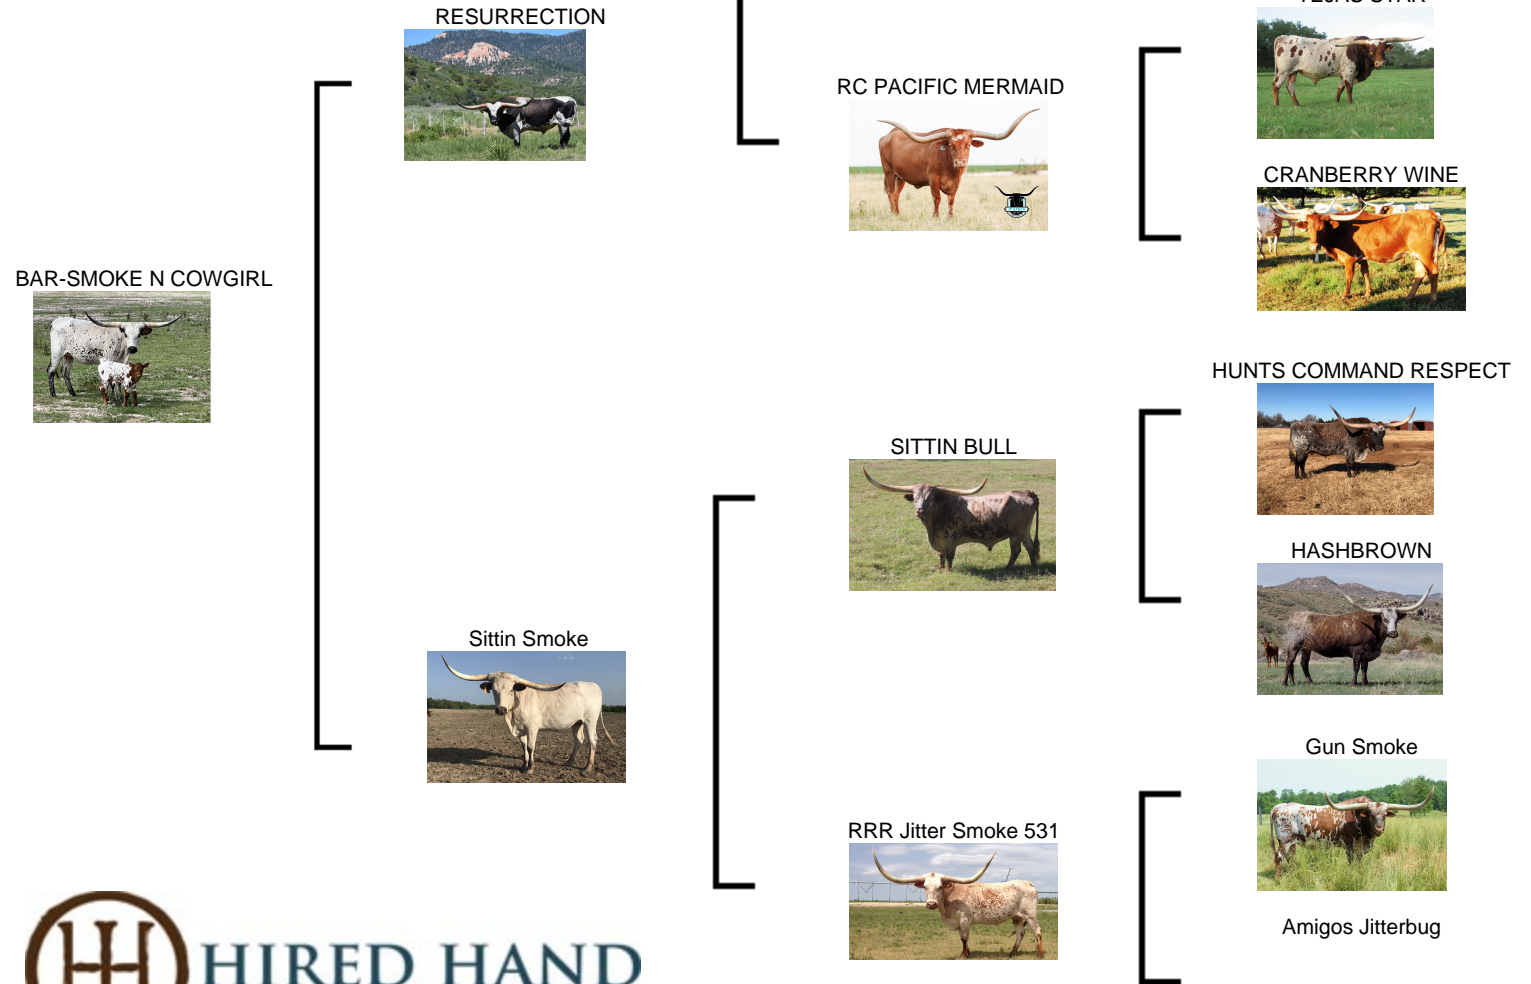 RESURRECTION
RC PACIFIC MERMAID
CRANBERRY WINE
BAR-SMOKE N COWGIRL
HUNTS COMMAND RESPECT
SITTIN BULL
HASHBROWN
Sittin Smoke
Gun Smoke
RRR Jitter Smoke 531
Amigos Jitterbug
HIRED HAND